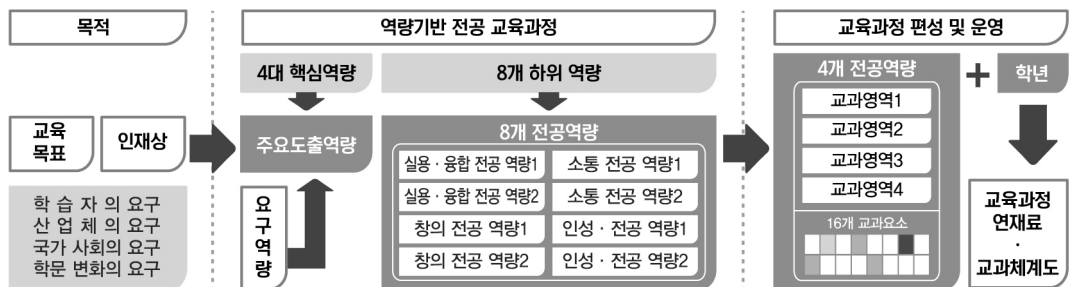 목적
역량기반 전공 교육과정
교육과정 편성 및 운영
4대 핵심역량
8개 하위 역량
4개 전공역량
+
학년
교육
목표
인재상
주요도출역량
8개 전공역량
실용·융합 전공 역량1
소통 전공 역량1
실용·융합 전공 역량2
소통 전공 역량2
창의 전공 역량1
인성·전공 역량1
창의 전공 역량2
인성·전공 역량2
교과영역1
교과영역2
교과영역3
교과영역4
16개 교과요소
학 습 자 의 요구
산 업 체 의 요구
국가 사회의 요구
학문 변화의 요구
요
구
역
량
교육과정
연재료
·
교과체계도